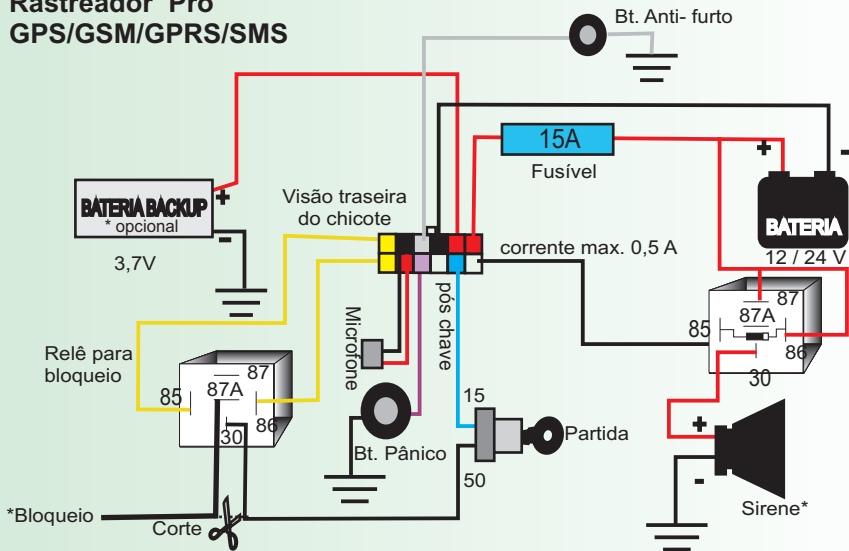 Rastreador Pro
GPS/GSM/GPRS/SMS
Bt. Anti- furto
15A
Fusível
+
-
BATERIA
12 / 24 V
BATERIA BACKUP
* opcional
+
-
3,7V
Visão traseira
do chicote
corrente max. 0,5 A
pós chave
Microfone
Relê para
bloqueio
85
87
87A
86
30
85
87
87A
86
30
15
50
Partida
Bt. Pânico
+
-
Sirene*
*Bloqueio
Corte